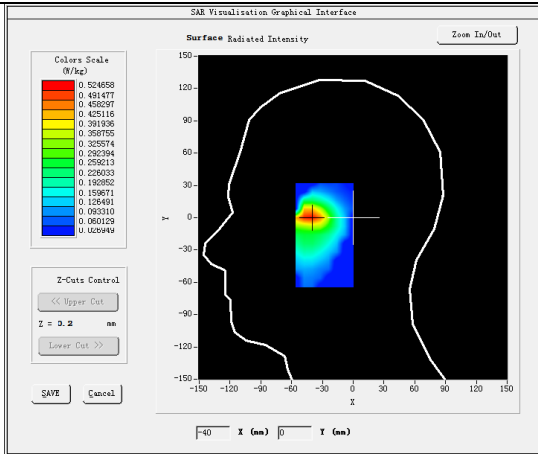 SAR Visualisation Graphical Interface
Surface Radiated Intensity
Zoom In/Out
Colors Scale
(W/kg)
0.524658
0.491477
0.458297
0.425116
0.391936
0.358755
0.325574
0.292394
0.259213
0.226033
0.192852
0.159671
0.126491
0.093310
0.060129
0.026949
Z-Cuts Control
<< Upper Cut
Z = 0.2 mm
Lower Cut >>
SAVE Cancel
150-
120-
90-
60-
30-
Y 0-
-30-
-60-
-90-
-120-
-150-
-150 -120 -90 -60 -30 0 30 60 90 120 150
X
-40 X (mm) 0 Y (mm)